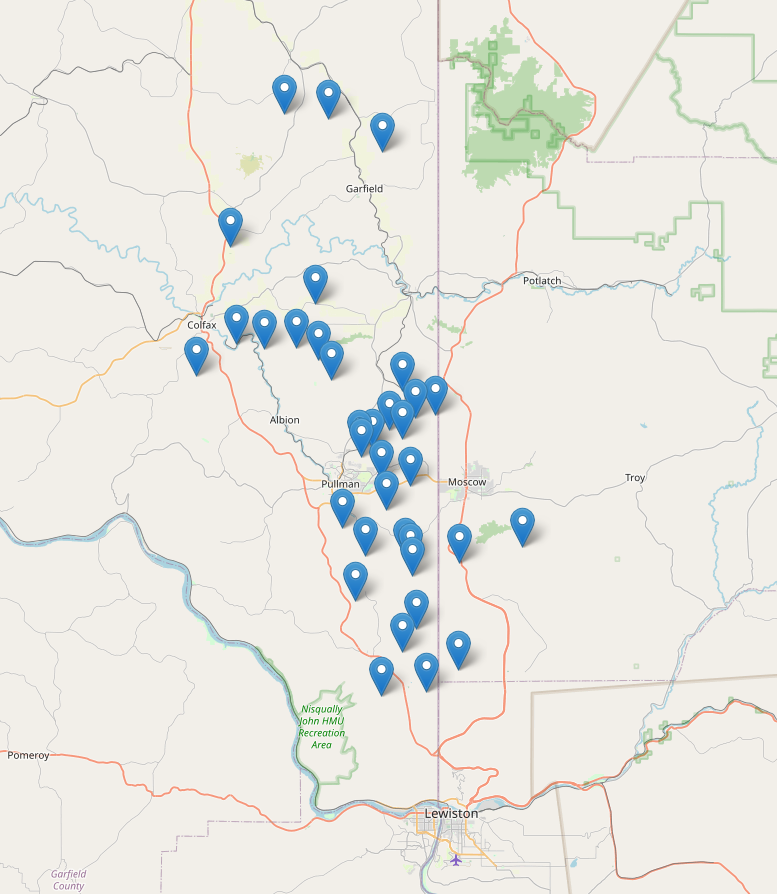 Garfield
Potlatch
Colfax
Albion
Pullman
Moscow
Troy
Nisqually
John HMU
Recreation
Area
Pomeroy
Lewiston
Garfield
County